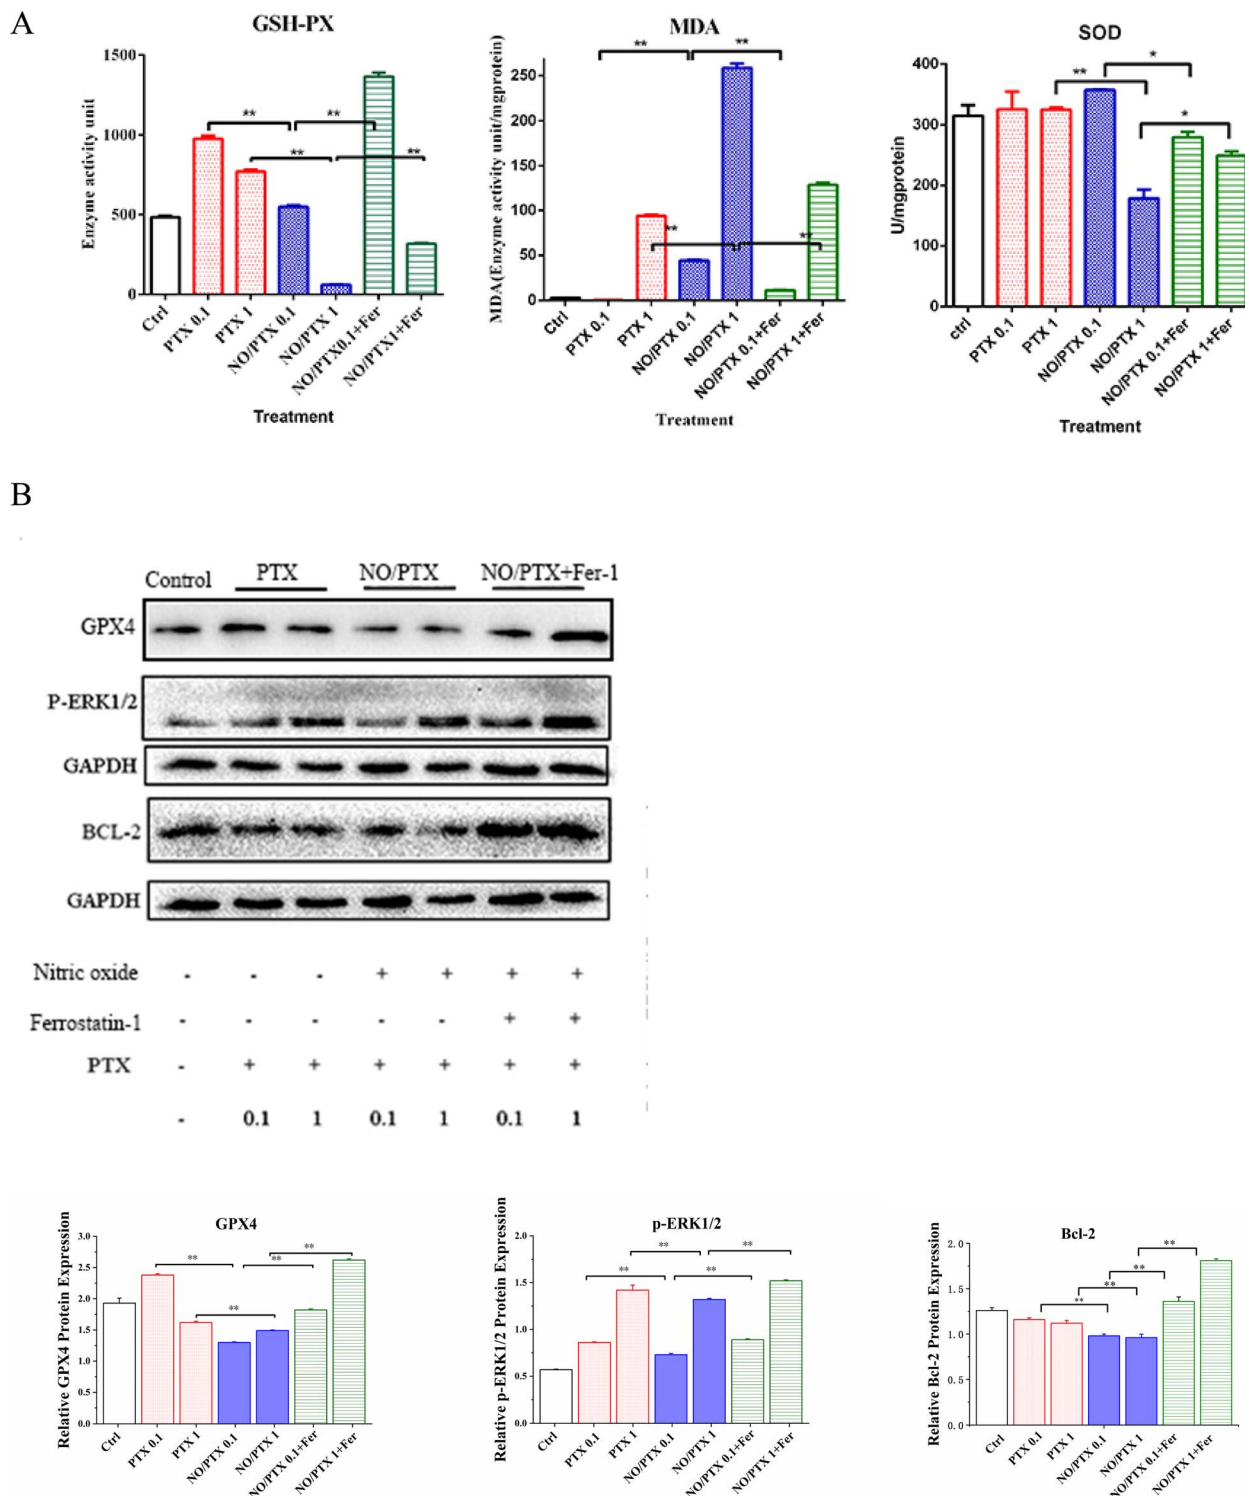 A
GSH-PX
Enzyme activity unit
1500
1000
500
0
**
**
**
**
Ctrl
PTX 0.1
PTX 1
NO/PTX 0.1
NO/PTX 1
NO/PTX0.1+Fer
NO/PTX1+Fer
Treatment
MDA
MDA(Enzyme activity unit/mgprotein)
250
200
150
100
50
0
**
**
**
**
Ctrl
PTX 0.1
PTX 1
NO/PTX 0.1
NO/PTX 1
NO/PTX 0.1+Fer
NO/PTX 1+Fer
Treatment
SOD
U/mgprotein
400
300
200
100
0
*
**
*
ctrl
PTX 0.1
PTX 1
NO/PTX 0.1
NO/PTX 1
NO/PTX 0.1+Fer
NO/PTX 1+Fer
Treatment
B
Control PTX NO/PTX NO/PTX+Fer-1
GPX4
P-ERK1/2
GAPDH
BCL-2
GAPDH
Nitric oxide - - - + + + +
Ferrostatin-1 - - - - - + +
PTX - + + + + + +
- 0.1 1 0.1 1 0.1 1
GPX4
Relative GPX4 Protein Expression
3.0
2.5
2.0
1.5
1.0
0.5
0.0
**
**
**
**
Ctrl
PTX 0.1
PTX 1
NO/PTX 0.1
NO/PTX 1
NO/PTX 0.1+Fer
NO/PTX 1+Fer
p-ERK1/2
Relative p-ERK1/2 Protein Expression
2.0
1.5
1.0
0.5
0.0
**
**
**
**
Ctrl
PTX 0.1
PTX 1
NO/PTX 0.1
NO/PTX 1
NO/PTX 0.1+Fer
NO/PTX 1+Fer
Bcl-2
Relative Bcl-2 Protein Expression
2.0
1.5
1.0
0.5
0.0
**
**
**
**
Ctrl
PTX 0.1
PTX 1
NO/PTX 0.1
NO/PTX 1
NO/PTX 0.1+Fer
NO/PTX 1+Fer